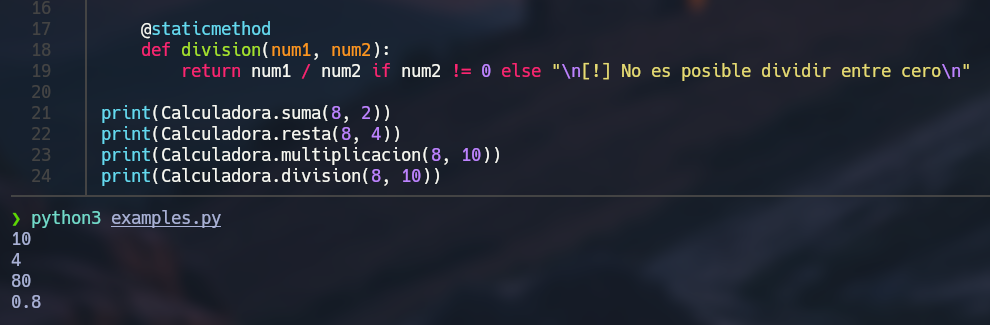 16
17 @staticmethod
18 def division(num1, num2):
19 return num1 / num2 if num2 != 0 else "\n[!] No es posible dividir entre cero\n"
20
21 print(Calculadora.suma(8, 2))
22 print(Calculadora.resta(8, 4))
23 print(Calculadora.multiplicacion(8, 10))
24 print(Calculadora.division(8, 10))
❯ python3 examples.py
10
4
80
0.8